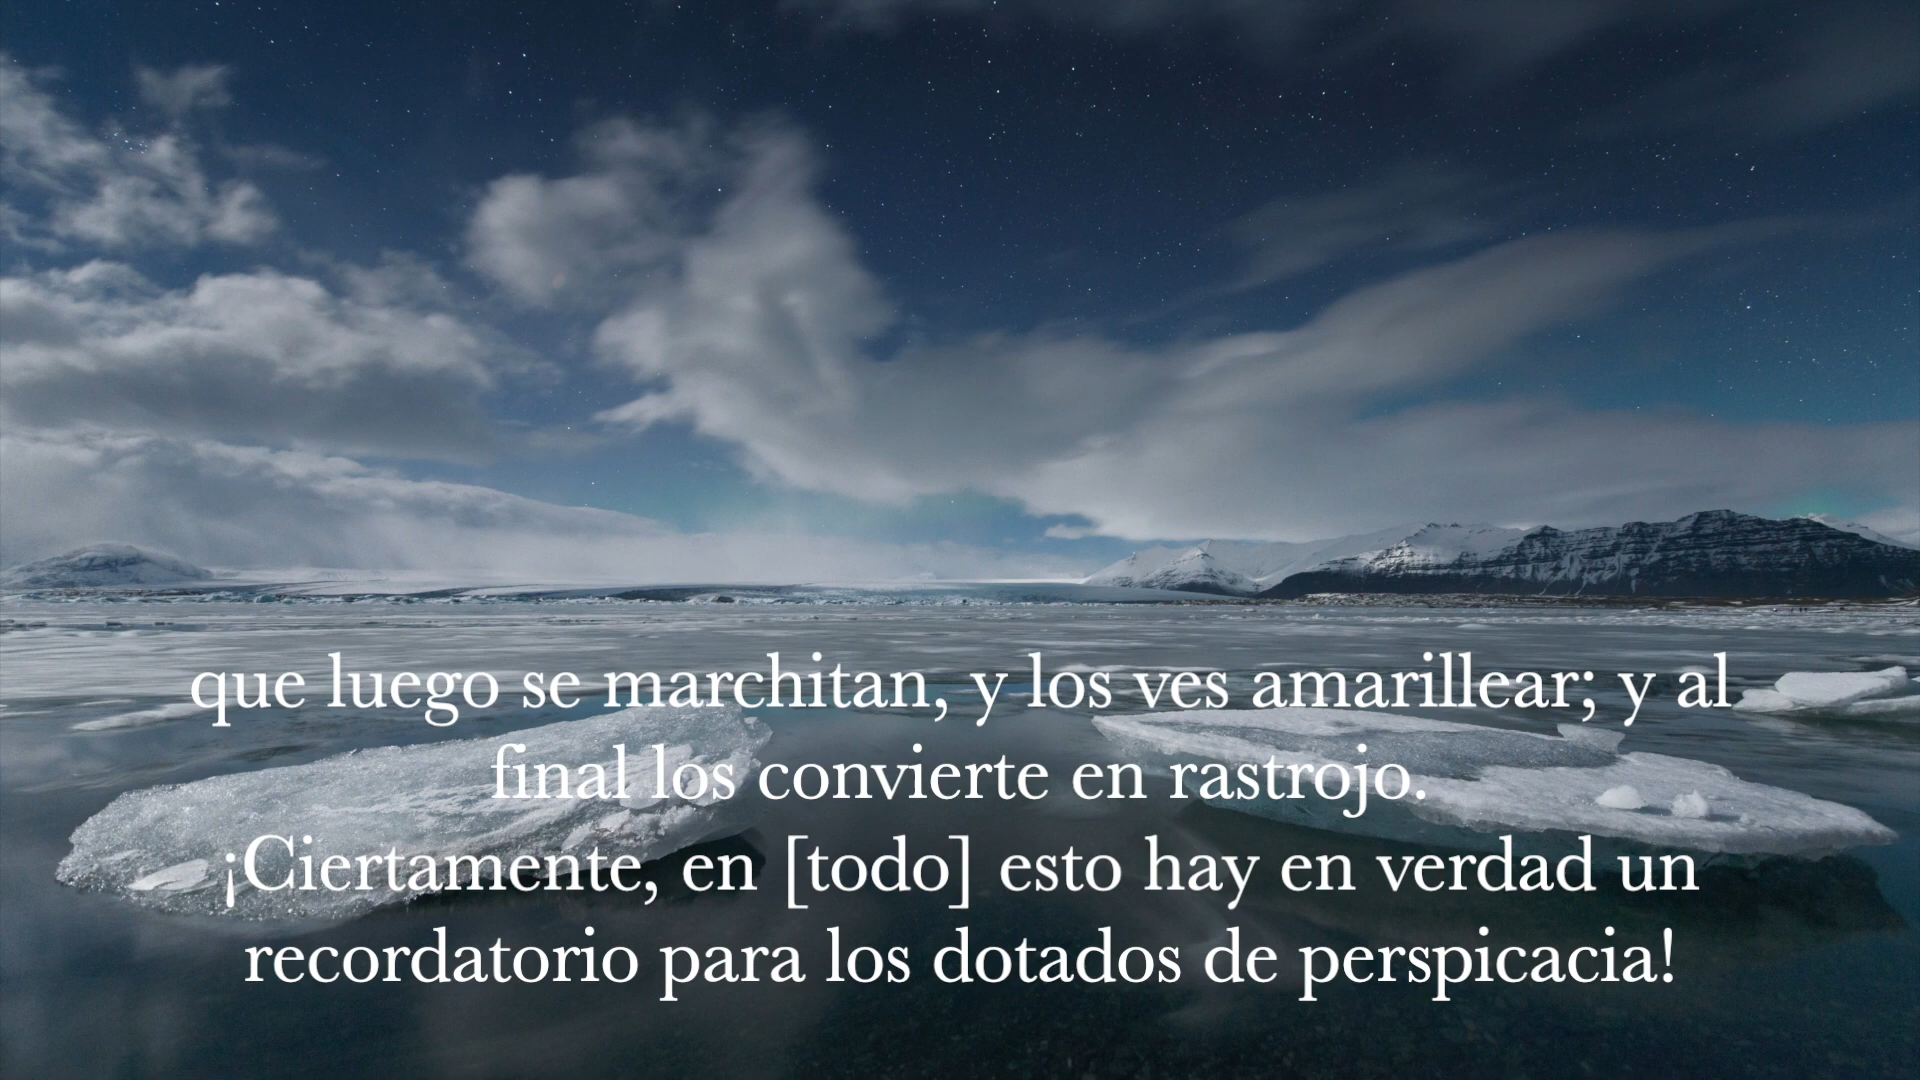 que luego se marchitan, y los ves amarillear; y al
final los convierte en rastrojo.
¡Ciertamente, en [todo] esto hay en verdad un
recordatorio para los dotados de perspicacia!